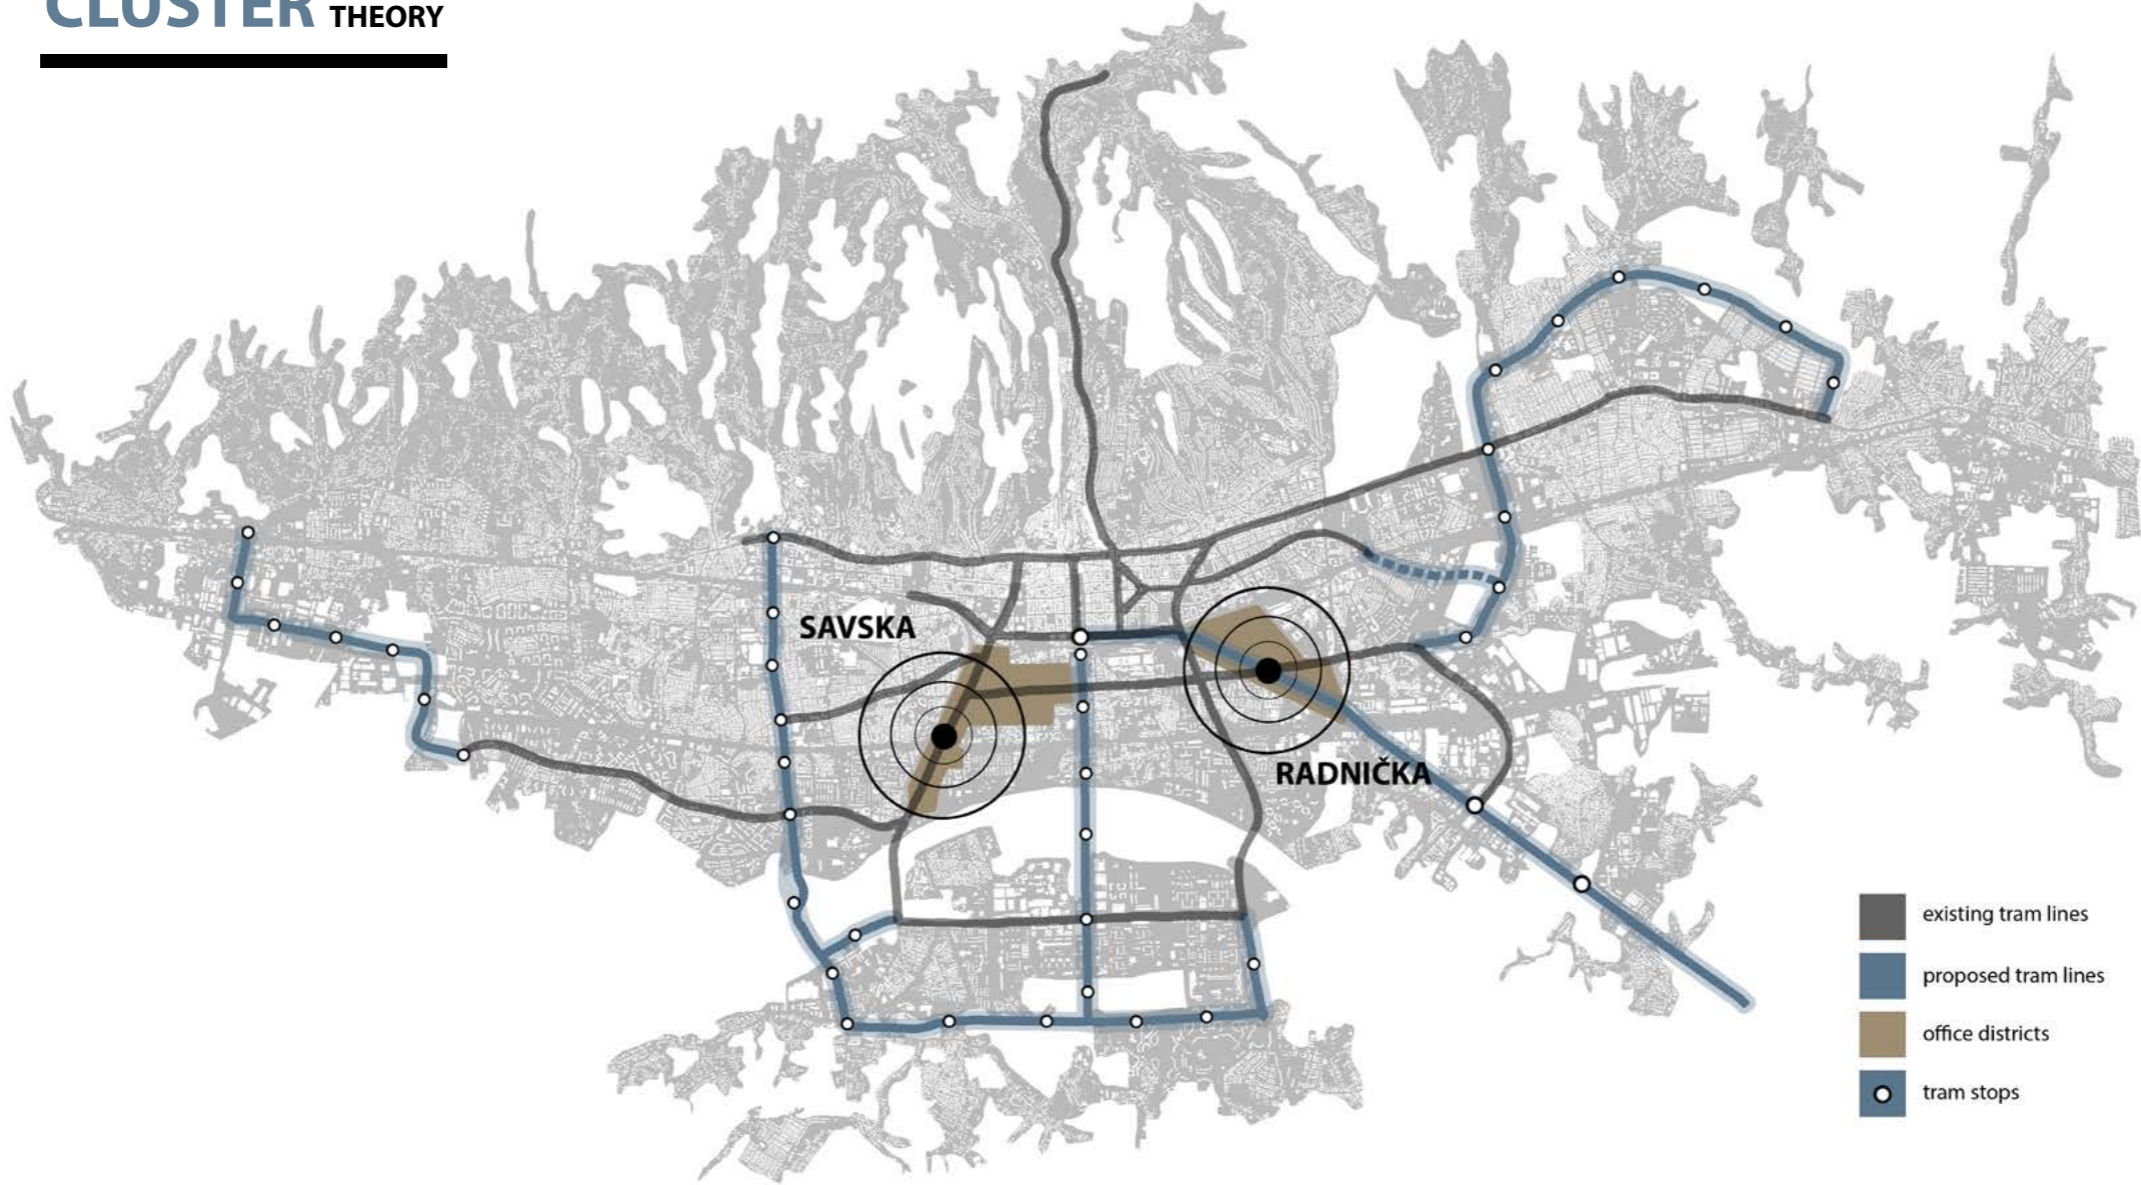 CLUSTER THEORY
SAVSKA
RADNIČKA
existing tram lines
proposed tram lines
office districts
tram stops